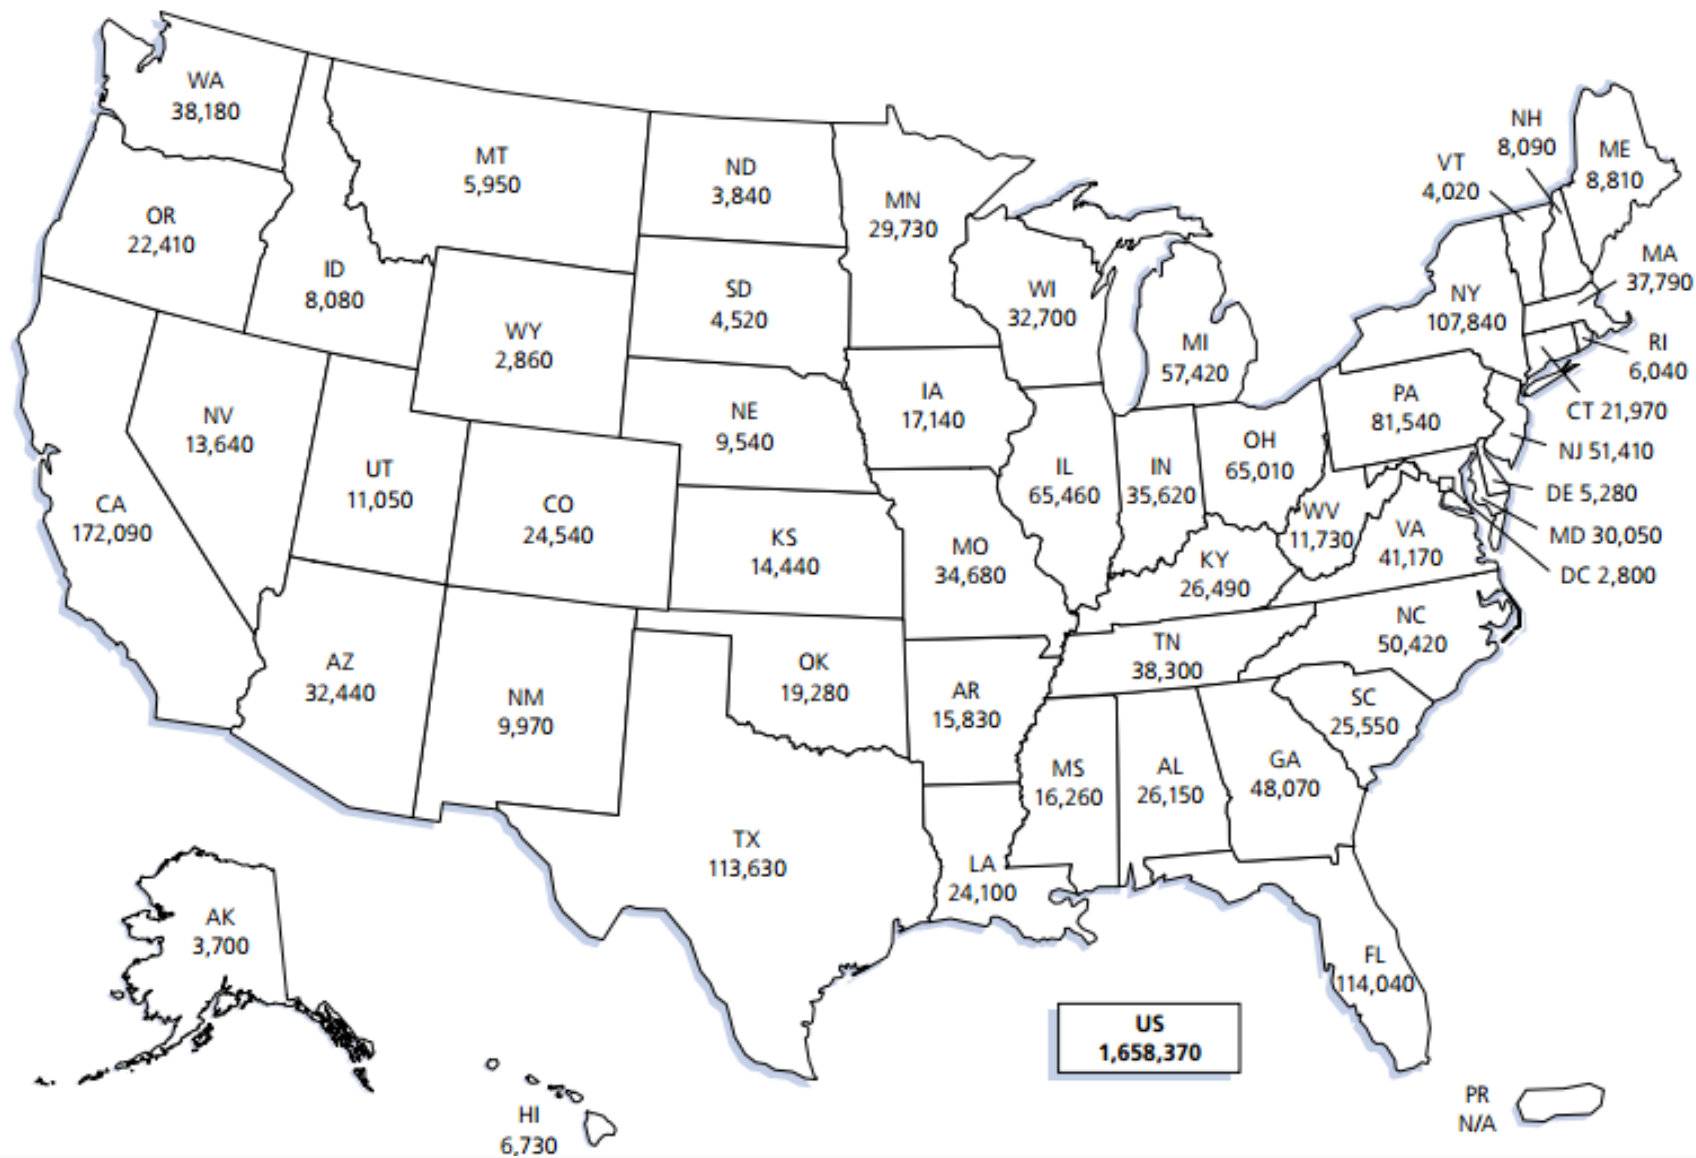 WA
38,180
MT
5,950
ND
3,840
MN
29,730
NH
8,090
VT
4,020
ME
8,810
OR
22,410
ID
8,080
SD
4,520
WI
32,700
MI
57,420
NY
107,840
MA
37,790
RI
6,040
WY
2,860
IA
17,140
NE
9,540
PA
81,540
CT 21,970
NJ 51,410
NV
13,640
UT
11,050
CO
24,540
IL
65,460
IN
35,620
OH
65,010
DE 5,280
MD 30,050
DC 2,800
CA
172,090
KS
14,440
MO
34,680
WV
11,730
VA
41,170
KY
26,490
AZ
32,440
NM
9,970
OK
19,280
AR
15,830
TN
38,300
NC
50,420
SC
25,550
MS
16,260
AL
26,150
GA
48,070
TX
113,630
LA
24,100
AK
3,700
FL
114,040
US
1,658,370
HI
6,730
PR
N/A